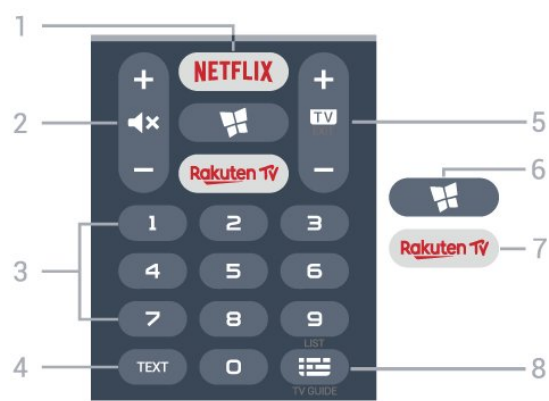 1
NETFLIX
+ +
2
TV
EXIT
5
-  -
6
Rakuten TV
1 2 3
Rakuten TV 7
3
4 5 6
7 8 9
LIST
4 TEXT 0
8
TV GUIDE